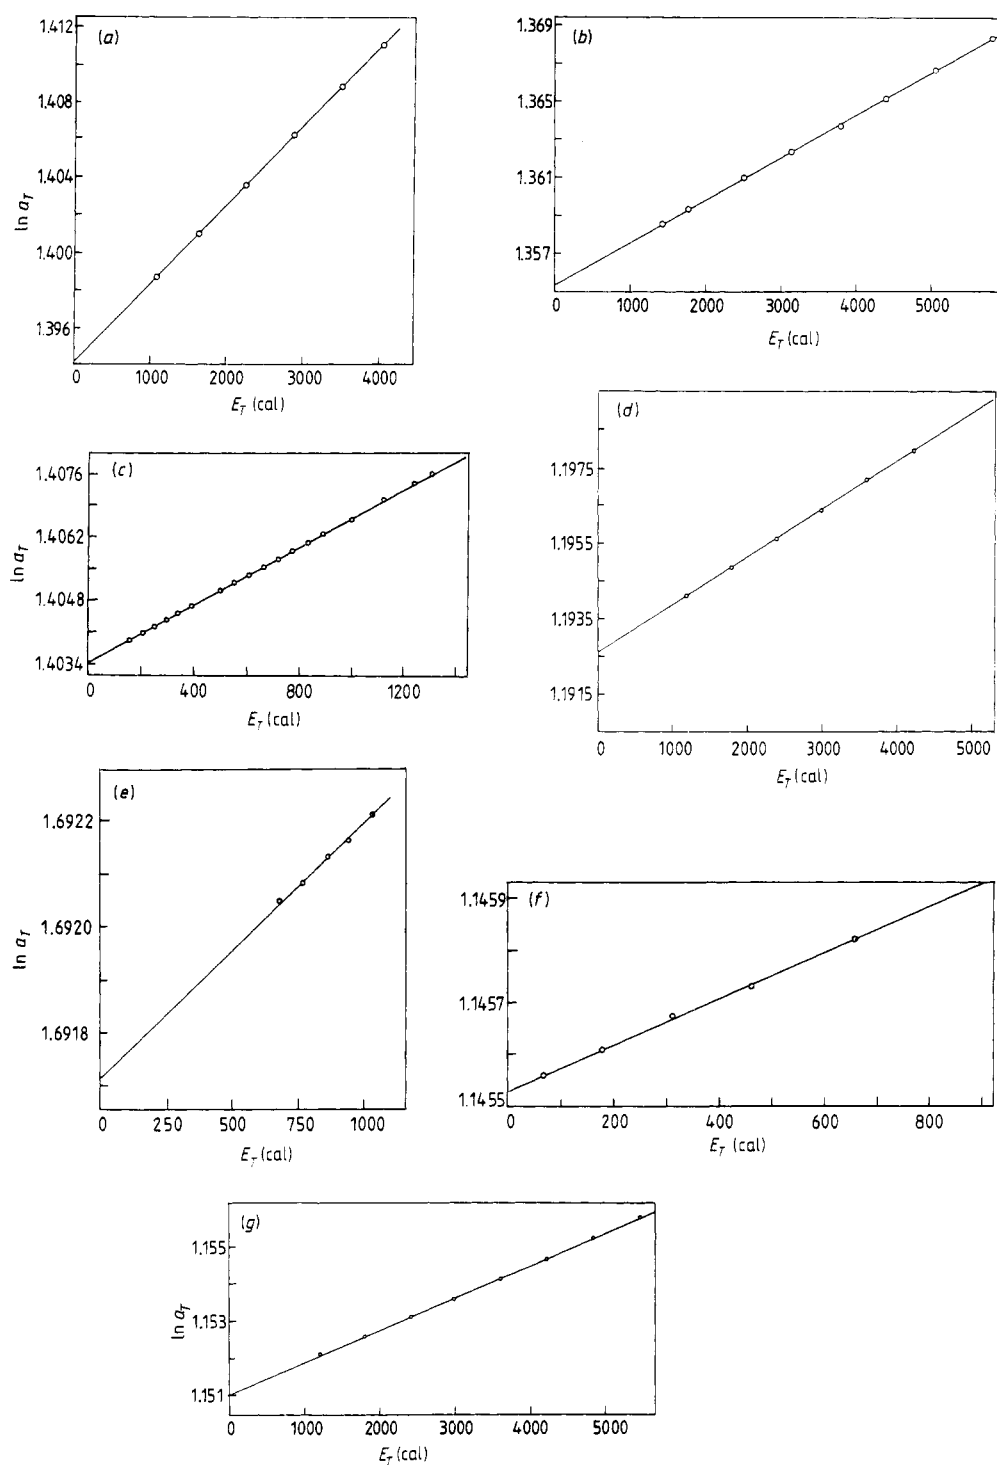 (a)
1.412
1.408
1.404
1.400
1.396
ln a_T
0 1000 2000 3000 4000
E_T (cal)
(b)
1.369
1.365
1.361
1.357
0 1000 2000 3000 4000 5000
E_T (cal)
(c)
1.4076
1.4062
1.4048
1.4034
ln a_T
0 400 800 1200
E_T (cal)
(d)
1.1975
1.1955
1.1935
1.1915
0 1000 2000 3000 4000 5000
E_T (cal)
(e)
1.6922
1.6920
1.6918
ln a_T
0 250 500 750 1000
E_T (cal)
(f)
1.1459
1.1457
1.1455
0 200 400 600 800
E_T (cal)
(g)
1.155
1.153
1.151
ln a_T
0 1000 2000 3000 4000 5000
E_T (cal)